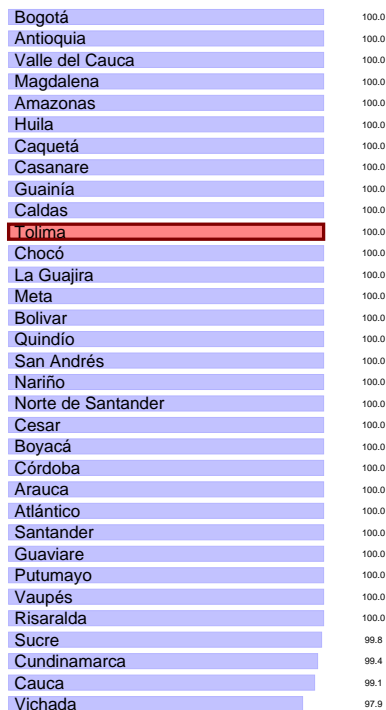 Bogotá 100.0
Antioquia 100.0
Valle del Cauca 100.0
Magdalena 100.0
Amazonas 100.0
Huila 100.0
Caquetá 100.0
Casanare 100.0
Guainía 100.0
Caldas 100.0
Tolima 100.0
Chocó 100.0
La Guajira 100.0
Meta 100.0
Bolivar 100.0
Quindío 100.0
San Andrés 100.0
Nariño 100.0
Norte de Santander 100.0
Cesar 100.0
Boyacá 100.0
Córdoba 100.0
Arauca 100.0
Atlántico 100.0
Santander 100.0
Guaviare 100.0
Putumayo 100.0
Vaupés 100.0
Risaralda 100.0
Sucre 99.8
Cundinamarca 99.4
Cauca 99.1
Vichada 97.9